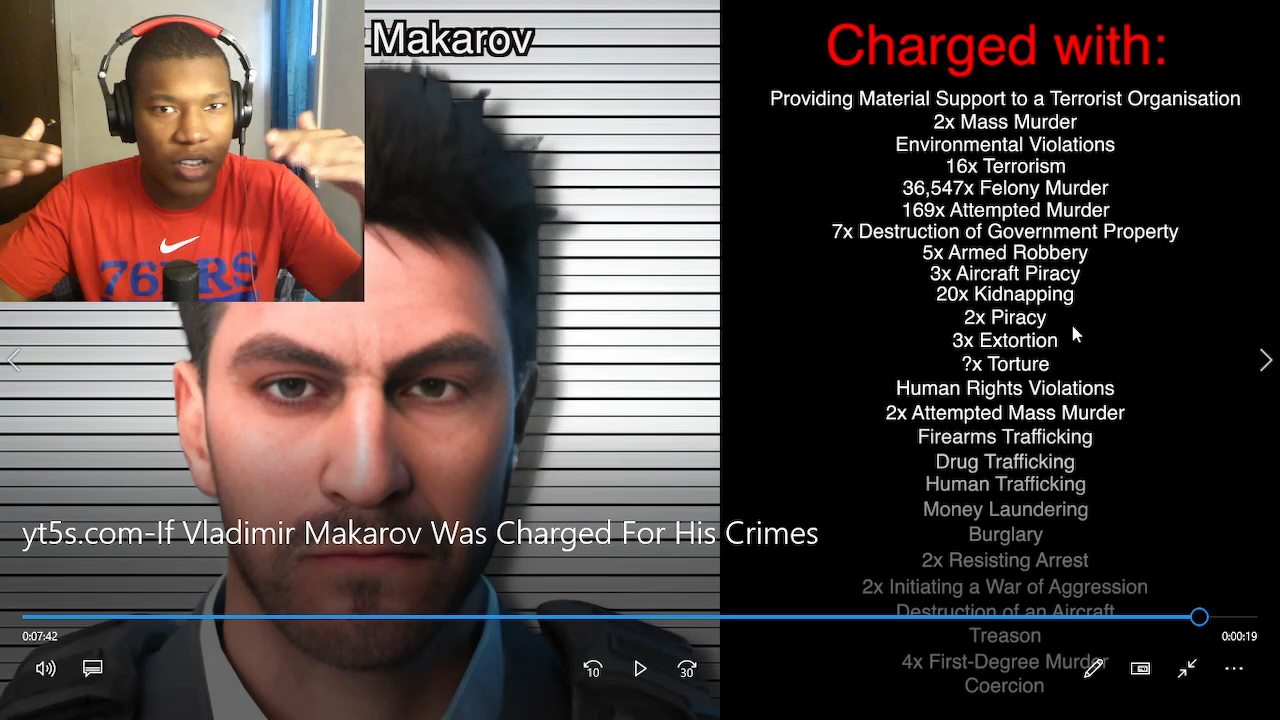 Makarov
Charged with:
Providing Material Support to a Terrorist Organisation
2x Mass Murder
Environmental Violations
16x Terrorism
36,547x Felony Murder
169x Attempted Murder
7x Destruction of Government Property
5x Armed Robbery
3x Aircraft Piracy
20x Kidnapping
2x Piracy
3x Extortion
?x Torture
Human Rights Violations
2x Attempted Mass Murder
Firearms Trafficking
Drug Trafficking
Human Trafficking
Money Laundering
Burglary
2x Resisting Arrest
2x Initiating a War of Aggression
Destruction of an Aircraft
Treason
4x First-Degree Murder
Coercion
yt5s.com-If Vladimir Makarov Was Charged For His Crimes
0:07:42
0:00:19
10
30